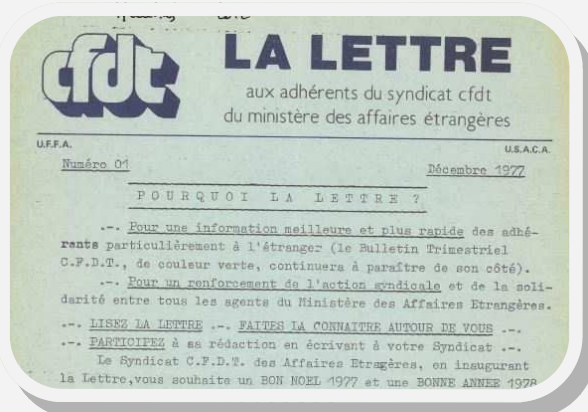 cfdt
LA LETTRE
aux adhérents du syndicat cfdt
du ministère des affaires étrangères
U.F.F.A.
U.S.A.C.A.
Numéro 01
Décembre 1977
POURQUOI LA LETTRE ?
.-. Pour une information meilleure et plus rapide des adhé-
rents particulièrement à l'étranger (le Bulletin Trimestriel
C.F.D.T., de couleur verte, continuera à paraître de son côté).
.-. Pour un renforcement de l'action syndicale et de la soli-
darité entre tous les agents du Ministère des Affaires Etrangères.
.-. LISEZ LA LETTRE .-. FAITES LA CONNAITRE AUTOUR DE VOUS .-.
.-. PARTICIPEZ à sa rédaction en écrivant à votre Syndicat .-.
Le Syndicat C.F.D.T. des Affaires Etragères, en inaugurant
la Lettre,vous souhaite un BON NOEL 1977 et une BONNE ANNEE 1978